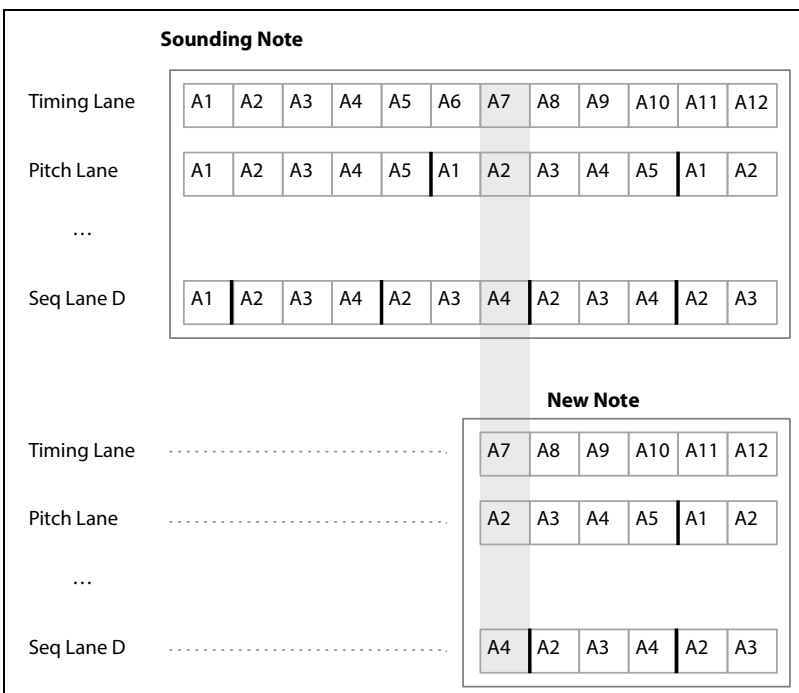 Sounding Note
Timing Lane A1 A2 A3 A4 A5 A6 A7 A8 A9 A10 A11 A12
Pitch Lane A1 A2 A3 A4 A5 A1 A2 A3 A4 A5 A1 A2
...
Seq Lane D A1 A2 A3 A4 A2 A3 A4 A2 A3 A4 A2 A3
New Note
Timing Lane A7 A8 A9 A10 A11 A12
Pitch Lane A2 A3 A4 A5 A1 A2
...
Seq Lane D A4 A2 A3 A4 A2 A3